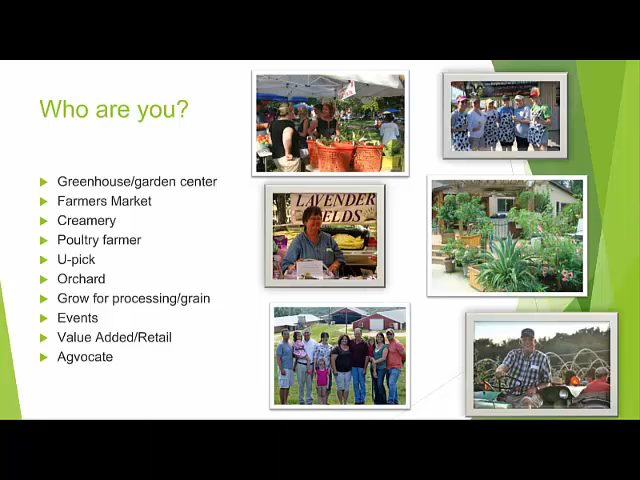 Who are you?
Greenhouse/garden center
Farmers Market
Creamery
Poultry farmer
U-pick
Orchard
Grow for processing/grain
Events
Value Added/Retail
Agvocate
LAVENDER
FIELDS